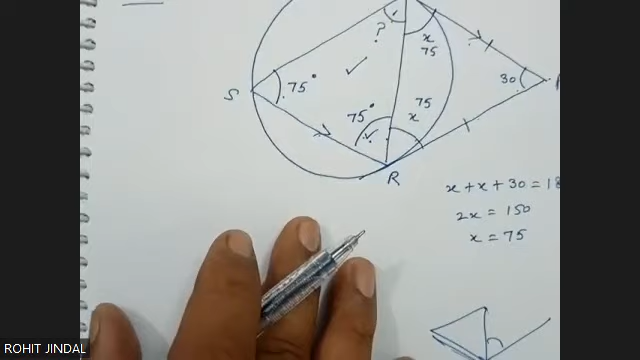 ?
x
75
75°
30
S
75°
75
x
R
x + x + 30 = 18
2x = 150
x = 75
ROHIT JINDAL